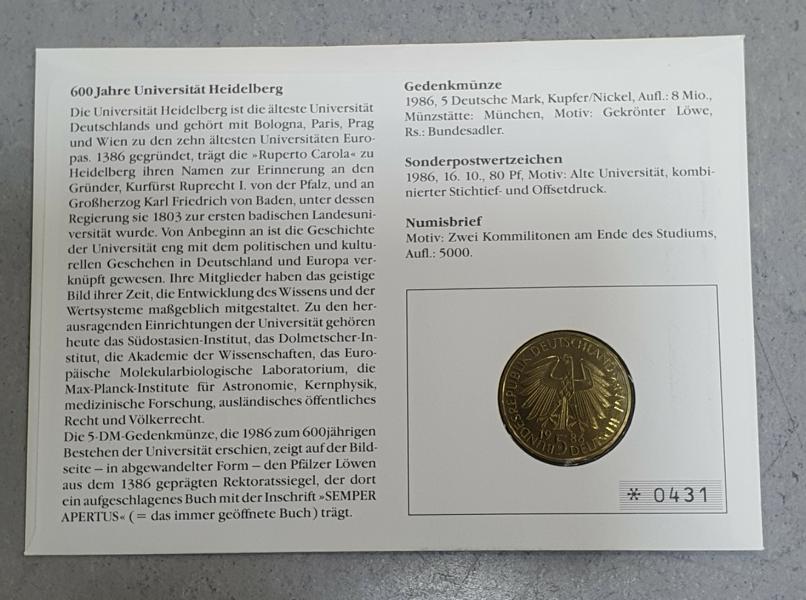 600 Jahre Universität Heidelberg
Die Universität Heidelberg ist die älteste Universität
Deutschlands und gehört mit Bologna, Paris, Prag
und Wien zu den zehn ältesten Universitäten Euro-
pas. 1386 gegründet, trägt die »Ruperto Carola« zu
Heidelberg ihren Namen zur Erinnerung an den
Gründer, Kurfürst Ruprecht I. von der Pfalz, und an
Großherzog Karl Friedrich von Baden, unter dessen
Regierung sie 1803 zur ersten badischen Landesuni-
versität wurde. Von Anbeginn an ist die Geschichte
der Universität eng mit dem politischen und kultu-
rellen Geschehen in Deutschland und Europa ver-
knüpft gewesen. Ihre Mitglieder haben das geistige
Bild ihrer Zeit, die Entwicklung des Wissens und der
Wertsysteme maßgeblich mitgestaltet. Zu den her-
ausragenden Einrichtungen der Universität gehören
heute das Südostasien-Institut, das Dolmetscher-In-
stitut, die Akademie der Wissenschaften, das Euro-
päische Molekularbiologische Laboratorium, die
Max-Planck-Institute für Astronomie, Kernphysik,
medizinische Forschung, ausländisches öffentliches
Recht und Völkerrecht.
Die 5-DM-Gedenkmünze, die 1986 zum 600jährigen
Bestehen der Universität erschien, zeigt auf der Bild-
seite – in abgewandelter Form – den Pfälzer Löwen
aus dem 1386 geprägten Rektoratssiegel, der dort
ein aufgeschlagenes Buch mit der Inschrift »SEMPER
APERTUS« (= das immer geöffnete Buch) trägt.
Gedenkmünze
1986, 5 Deutsche Mark, Kupfer/Nickel, Aufl.: 8 Mio.,
Münzstätte: München, Motiv: Gekrönter Löwe,
Rs.: Bundesadler.
Sonderpostwertzeichen
1986, 16. 10., 80 Pf, Motiv: Alte Universität, kombi-
nierter Stichtief- und Offsetdruck.
Numisbrief
Motiv: Zwei Kommilitonen am Ende des Studiums,
Aufl.: 5000.
BUNDESREPUBLIK DEUTSCHLAND
1986
5
DEUTSCHE MARK
* 0431